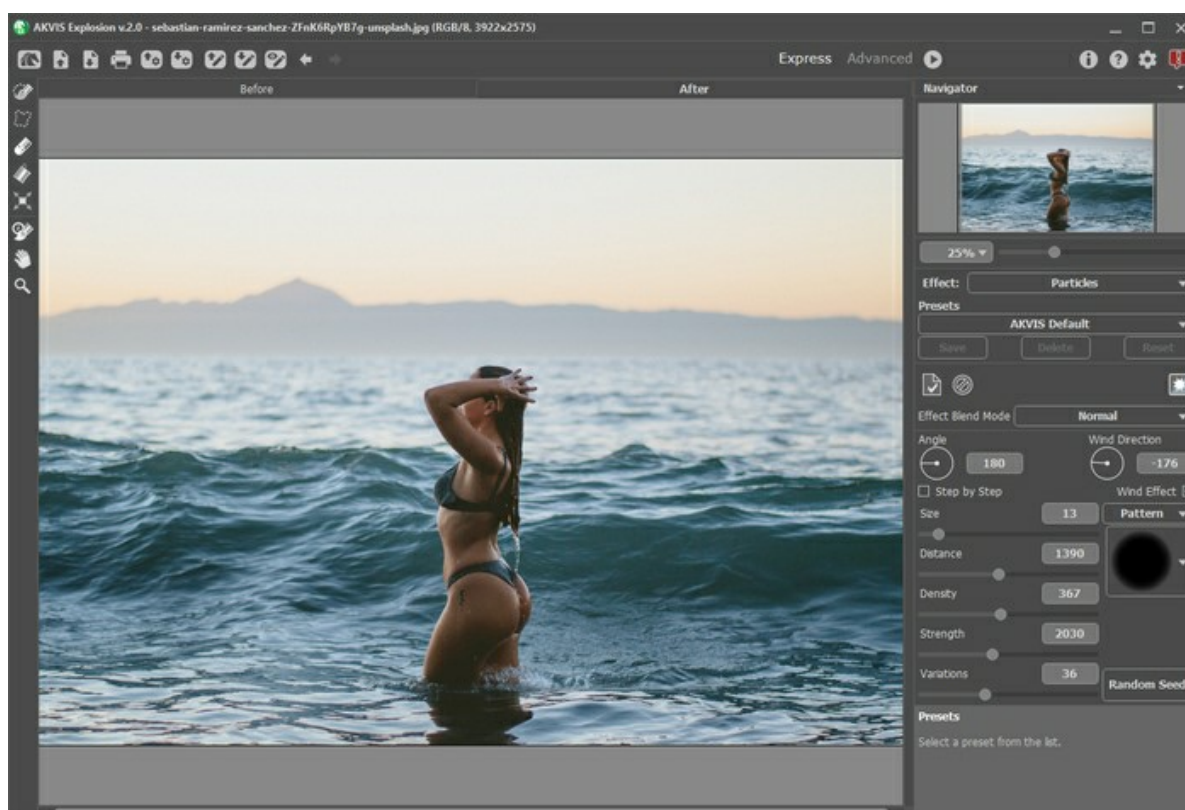 AKVIS Explosion v.2.0 - sebastian-ramirez-sanchez-ZFnK6RpYB7g-unsplash.jpg (RGB/8, 3922x2575)
Express Advanced
Before After
Navigator
25%
Effect: Particles
Presets
AKVIS Default
Save Delete Reset
Effect Blend Mode Normal
Angle Wind Direction
180 -176
Step by Step Wind Effect
Size 13 Pattern
Distance 1390
Density 367
Strength 2030
Variations 36
Random Seed
Presets
Select a preset from the list.